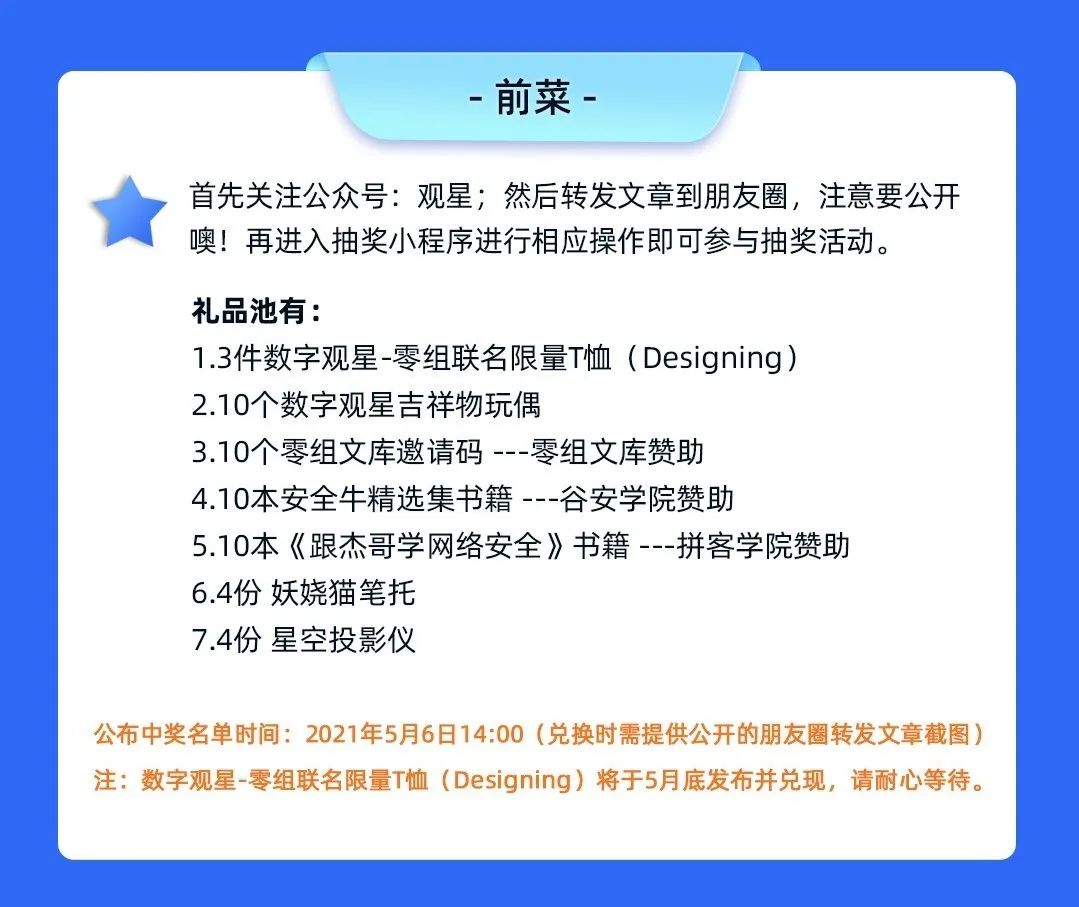 - 前菜 -
首先关注公众号：观星；然后转发文章到朋友圈，注意要公开
噢！再进入抽奖小程序进行相应操作即可参与抽奖活动。
礼品池有：
1.3件数字观星-零组联名限量T恤（Designing）
2.10个数字观星吉祥物玩偶
3.10个零组文库邀请码 ---零组文库赞助
4.10本安全牛精选集书籍 ---谷安学院赞助
5.10本《跟杰哥学网络安全》书籍 ---拼客学院赞助
6.4份 妖娆猫笔托
7.4份 星空投影仪
公布中奖名单时间：2021年5月6日14:00（兑换时需提供公开的朋友圈转发文章截图）
注：数字观星-零组联名限量T恤（Designing）将于5月底发布并兑现，请耐心等待。